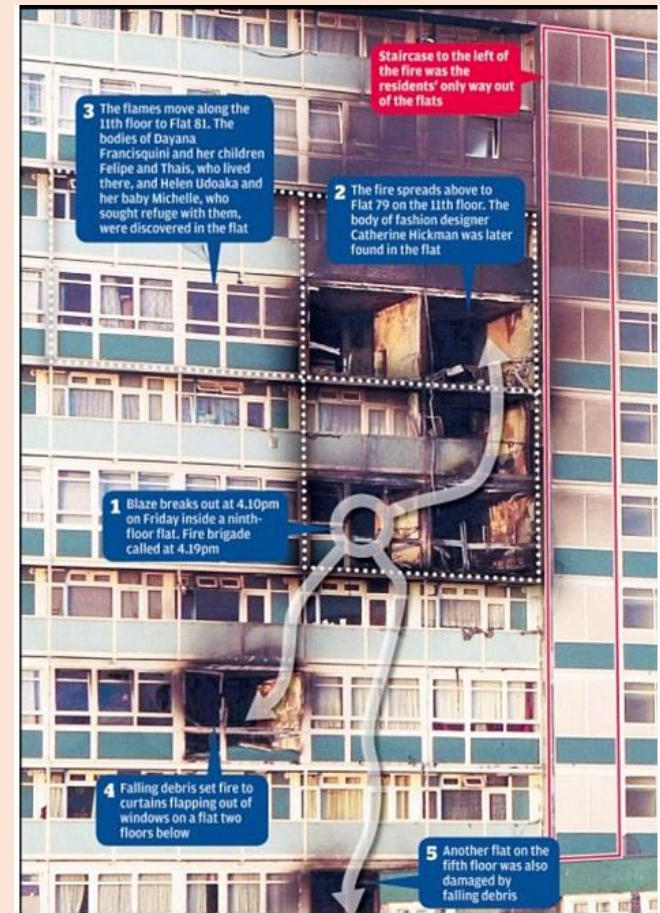 Staircase to the left of
the fire was the
residents' only way out
of the flats
3 The flames move along the
11th floor to Flat 81. The
bodies of Dayana
Francisquini and her children
Felipe and Thais, who lived
there, and Helen Udoaka and
her baby Michelle, who
sought refuge with them,
were discovered in the flat
2 The fire spreads above to
Flat 79 on the 11th floor. The
body of fashion designer
Catherine Hickman was later
found in the flat
1 Blaze breaks out at 4.10pm
on Friday inside a ninth-
floor flat. Fire brigade
called at 4.19pm
4 Falling debris set fire to
curtains flapping out of
windows on a flat two
floors below
5 Another flat on the
fifth floor was also
damaged by
falling debris